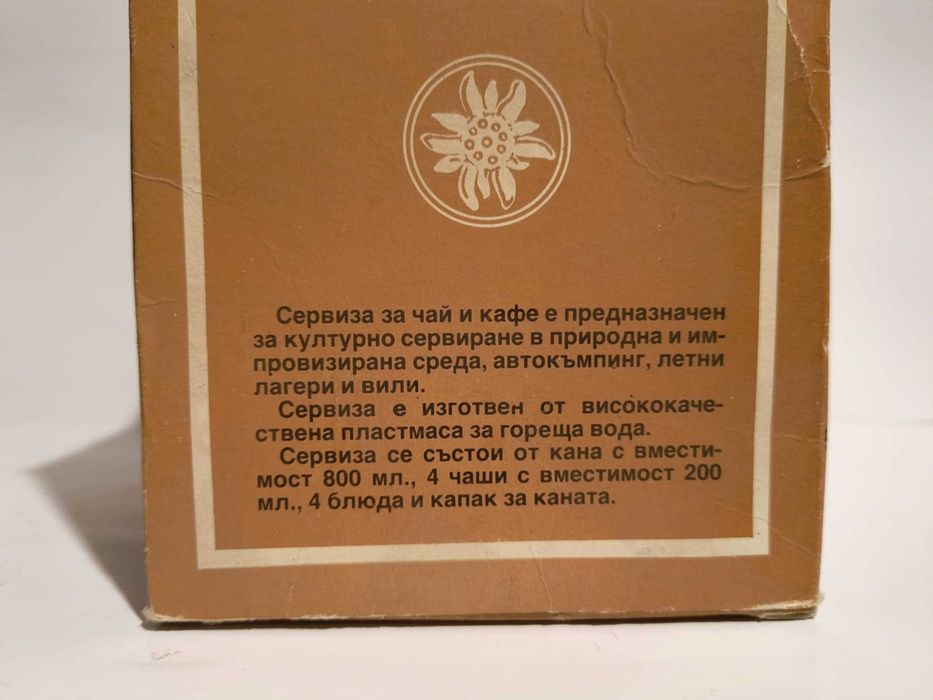 Сервиза за чай и кафе е предназначен
за културно сервиране в природна и им-
провизирана среда, автокъмпинг, летни
лагери и вили.
Сервиза е изготвен от висококаче-
ствена пластмаса за гореща вода.
Сервиза се състои от кана с вмести-
мост 800 мл., 4 чаши с вместимост 200
мл., 4 блюда и капак за каната.